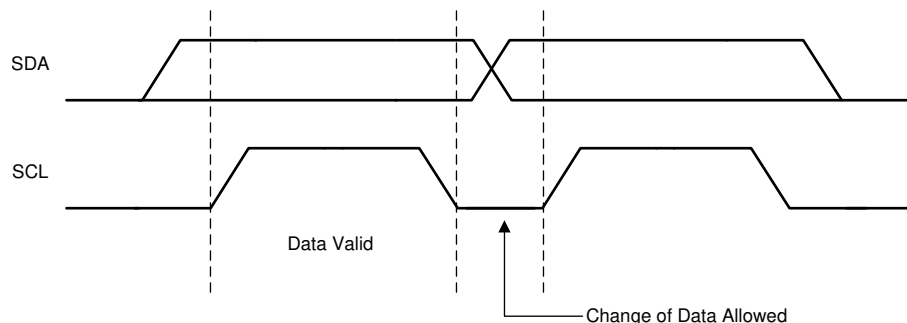 SDA
SCL
Data Valid
Change of Data Allowed